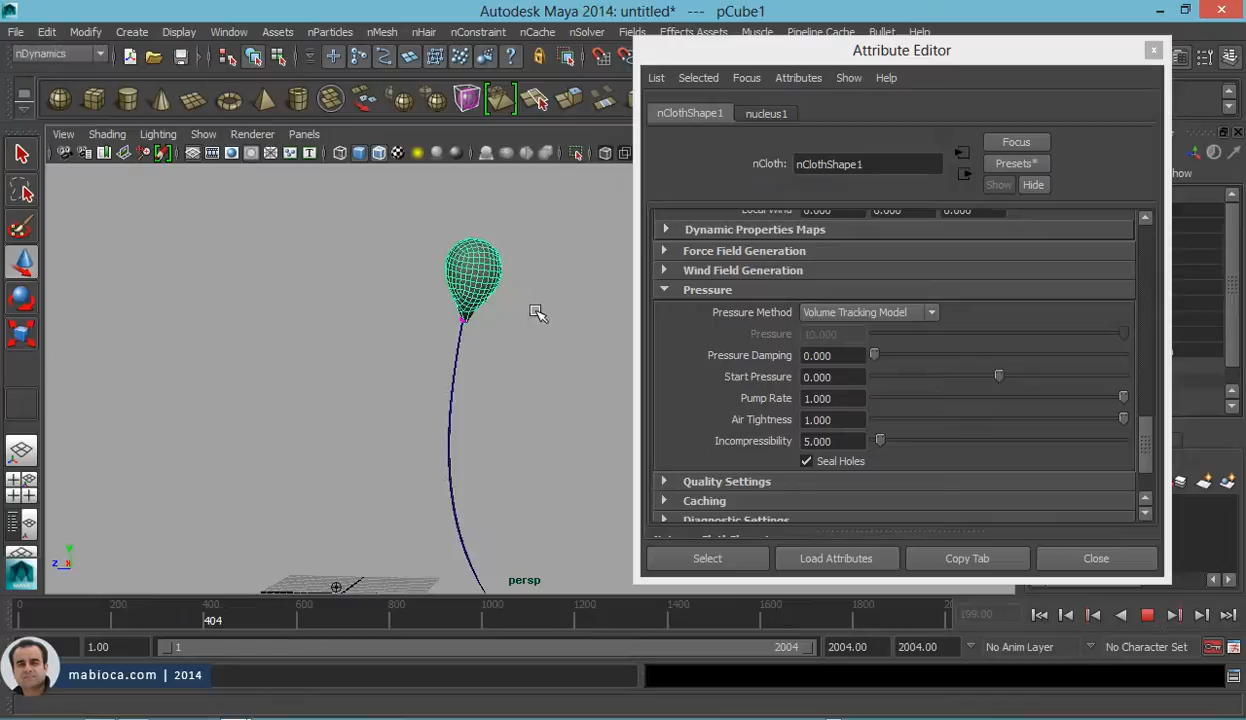 Autodesk Maya 2014: untitled* --- pCube1
File Edit Modify Create Display Window Assets nParticles nMesh nHair nConstraint nCache nSolver Fields Effects Assets Muscle Pipeline Cache Bullet Help
nDynamics
Attribute Editor
List Selected Focus Attributes Show Help
nClothShape1 nucleus1
View Shading Lighting Show Renderer Panels
Focus
nCloth: nClothShape1
Presets*
Show Hide
how
Local Wind 0.000 0.000 0.000
Dynamic Properties Maps
Force Field Generation
Wind Field Generation
Pressure
Pressure Method Volume Tracking Model
Pressure 10.000
Pressure Damping 0.000
Start Pressure 0.000
Pump Rate 1.000
Air Tightness 1.000
Incompressibility 5.000
Seal Holes
Quality Settings
Caching
Diagnostic Settings
Select Load Attributes Copy Tab Close
y
z x
persp
0 200 400 600 800 1000 1200 1400 1600 1800
404
199.00
1.00 1 2004 2004.00 2004.00 No Anim Layer No Character Set
mabioca.com | 2014